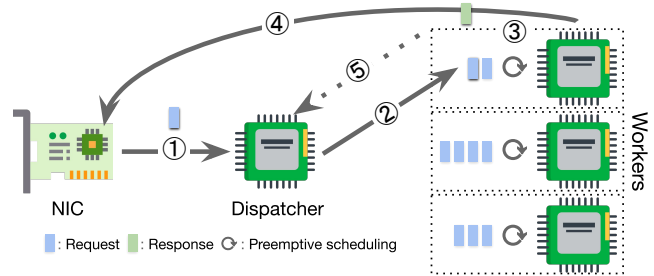 ④
③
⑤
①
②
Workers
NIC
Dispatcher
: Request : Response : Preemptive scheduling